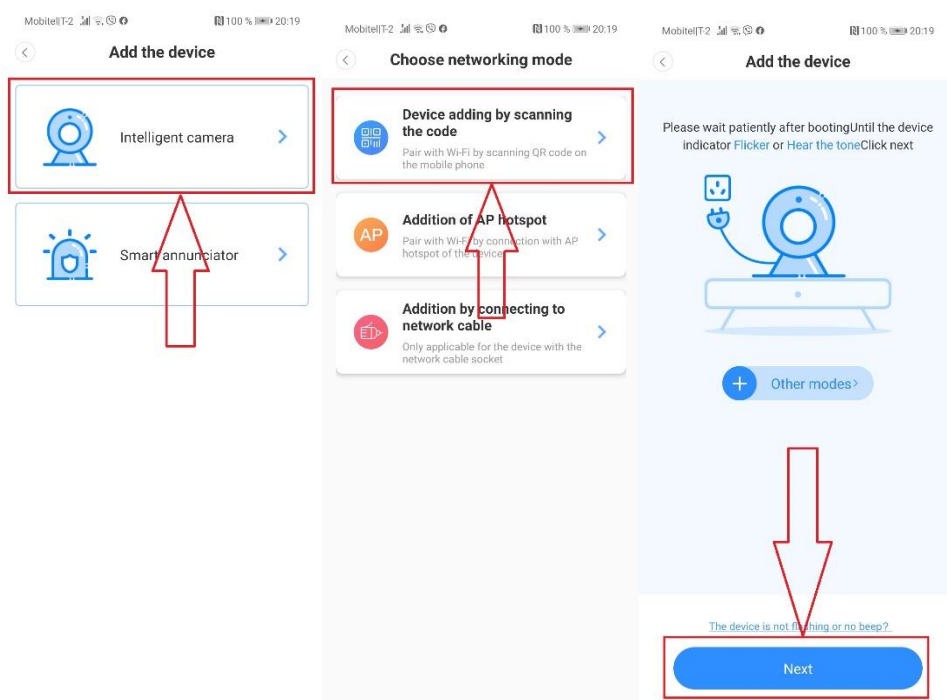 Mobitel|T-2 100 % 20:19
Add the device
Intelligent camera
Smart annunciator
Mobitel|T-2 100 % 20:19
Choose networking mode
Device adding by scanning
the code
Pair with Wi-Fi by scanning QR code on
the mobile phone
AP
Addition of AP hotspot
Pair with Wi-Fi by connection with AP
hotspot of the device
Addition by connecting to
network cable
Only applicable for the device with the
network cable socket
Mobitel|T-2 100 % 20:19
Add the device
Please wait patiently after bootingUntil the device
indicator Flicker or Hear the toneClick next
Other modes
The device is not flashing or no beep?
Next